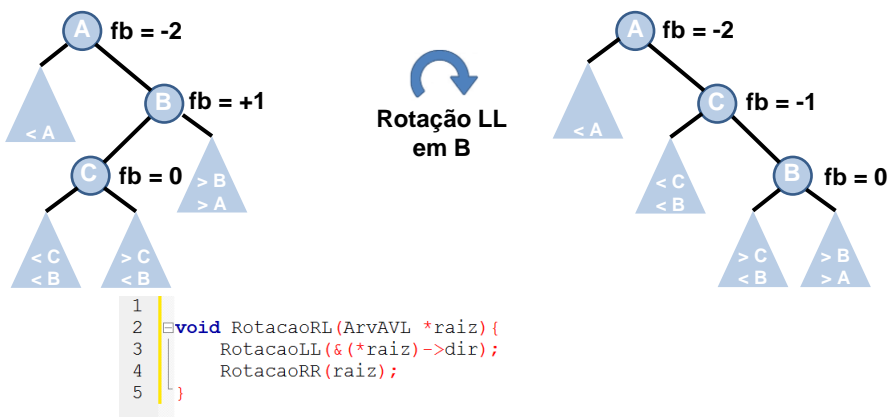 A fb = -2
B fb = +1
< A
C fb = 0
> B
> A
< C
< B
> C
< B
Rotação LL
em B
A fb = -2
C fb = -1
< A
< C
< B
B fb = 0
> C
< B
> B
> A
1
2 void RotacaoRL(ArvAVL *raiz){
3 RotacaoLL(&(*raiz)->dir);
4 RotacaoRR(raiz);
5 }